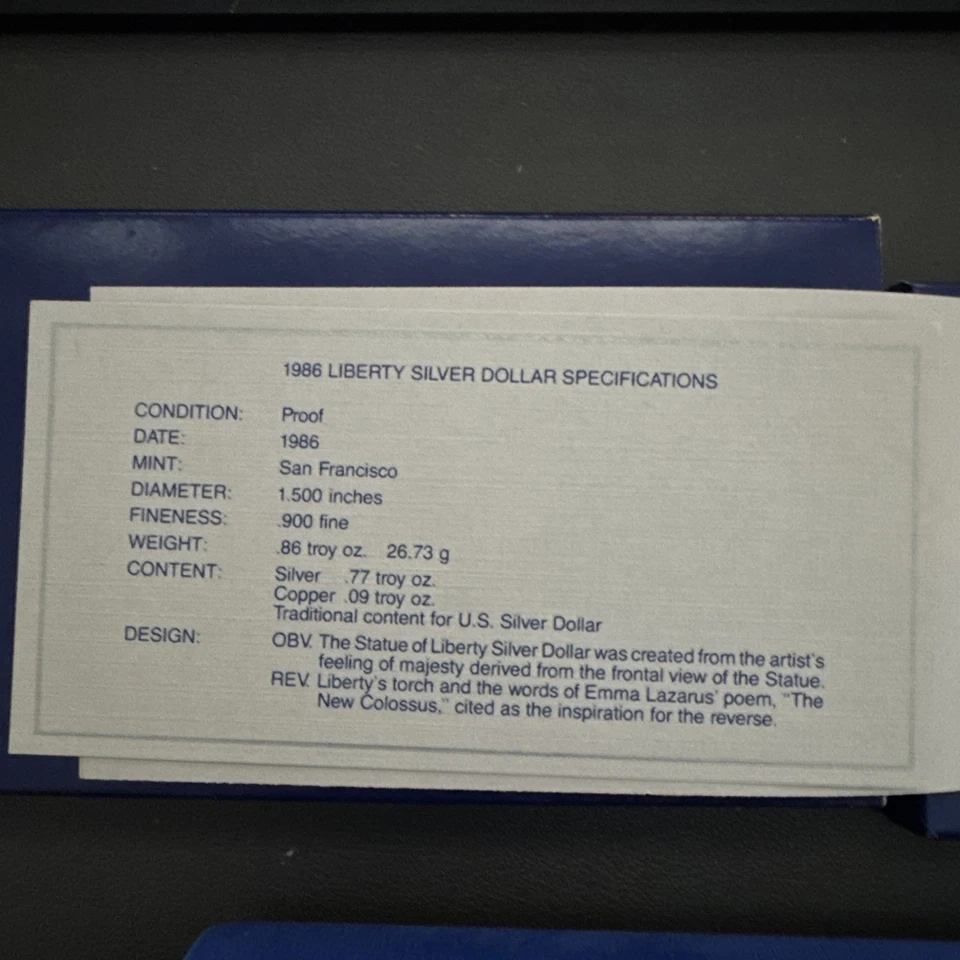 1986 LIBERTY SILVER DOLLAR SPECIFICATIONS
CONDITION: Proof
DATE: 1986
MINT: San Francisco
DIAMETER: 1.500 inches
FINENESS: .900 fine
WEIGHT: .86 troy oz. 26.73 g
CONTENT: Silver .77 troy oz.
Copper .09 troy oz.
Traditional content for U.S. Silver Dollar
DESIGN: OBV. The Statue of Liberty Silver Dollar was created from the artist's
feeling of majesty derived from the frontal view of the Statue.
REV. Liberty's torch and the words of Emma Lazarus' poem, "The
New Colossus," cited as the inspiration for the reverse.